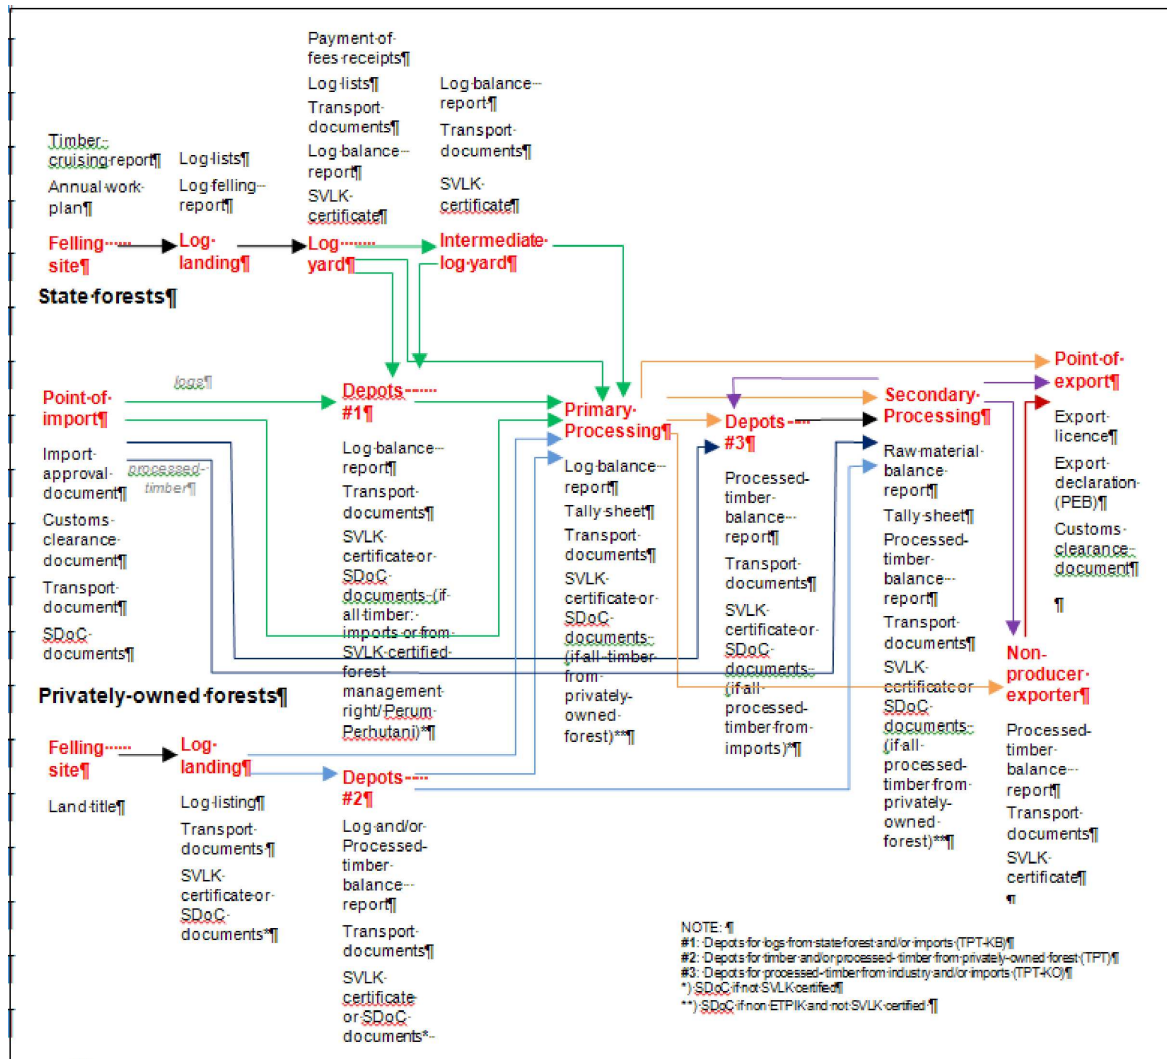 Payment of
fees receipts¶
Log lists¶
Transport
documents¶
Log balance
report¶
SVLK
certificate¶
Log balance
report¶
Transport
documents¶
SVLK
certificate¶
Timber
cruising report¶
Annual work
plan¶
Log lists¶
Log felling
report¶
Felling
site¶
Log
landing¶
Log
yard¶
Intermediate
log yard¶
State forests¶
logs¶
Point of
import¶
Import
approval
document¶
Customs
clearance
document¶
Transport
document¶
SDoC
documents¶
processed
timber¶
Depots
#1¶
Log balance
report¶
Transport
documents¶
SVLK
certificate or
SDoC
documents (if
all timber:
imports or from
SVLK-certified
forest
management
right/ Perum
Perhutani)*¶
Primary
Processing¶
Log balance
report¶
Tally sheet¶
Transport
documents¶
SVLK
certificate or
SDoC
documents
(if all timber
from
privately-
owned
forest)**¶
Depots
#3¶
Processed
timber
balance
report¶
Transport
documents¶
SVLK
certificate or
SDoC
documents
(if all
processed
timber from
imports)*¶
Secondary
Processing¶
Raw material
balance
report¶
Tally sheet¶
Processed
timber
balance
report¶
Transport
documents¶
SVLK
certificate or
SDoC
documents
(if all
processed
timber from
privately-
owned
forest)**¶
Point of
export¶
Export
licence¶
Export
declaration
(PEB)¶
Customs
clearance
document¶
¶
Non-
producer
exporter¶
Processed
timber
balance
report¶
Transport
documents¶
SVLK
certificate¶
¶
Privately-owned forests¶
Felling
site¶
Land title¶
Log
landing¶
Log listing¶
Transport
documents ¶
SVLK
certificate or
SDoC
documents*¶
Depots
#2¶
Log and/or
Processed
timber
balance
report¶
Transport
documents¶
SVLK
certificate
or SDoC
documents*
NOTE: ¶
#1: Depots for logs from state forest and/or imports (TPT-KB)¶
#2: Depots for timber and/or processed timber from privately-owned forest (TPT)¶
#3: Depots for processed timber from industry and/or imports (TPT-KO)¶
*) SDoC if not SVLK certified¶
**) SDoC if non ETPIK and not SVLK certified ¶